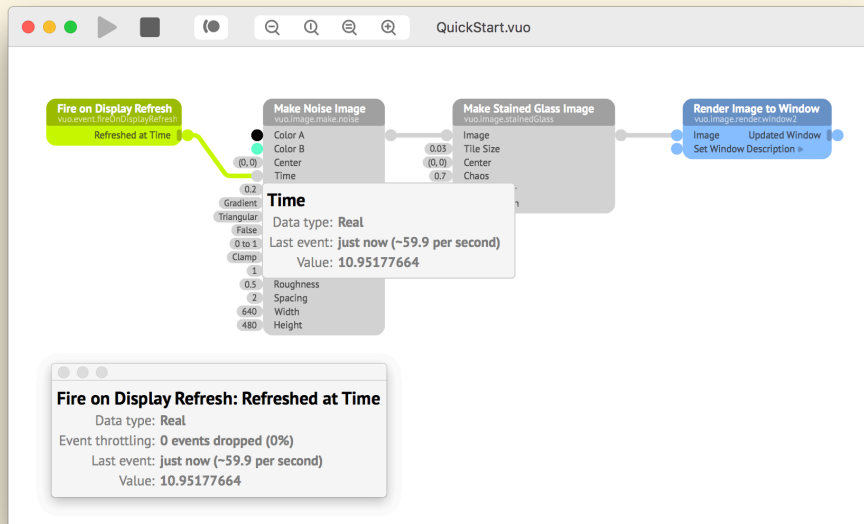 QuickStart.vuo
Fire on Display Refresh
vuo.event.fireOnDisplayRefresh
Refreshed at Time
Make Noise Image
vuo.image.make.noise
Color A
Color B
(0, 0) Center
Time
0.2
Gradient
Triangular
False
0 to 1
Clamp
1
0.5 Roughness
2 Spacing
640 Width
480 Height
Make Stained Glass Image
vuo.image.stainedGlass
Image
0.03 Tile Size
(0, 0) Center
0.7 Chaos
Render Image to Window
vuo.image.render.window2
Image Updated Window
Set Window Description
Time
Data type: Real
Last event: just now (~59.9 per second)
Value: 10.95177664
Fire on Display Refresh: Refreshed at Time
Data type: Real
Event throttling: 0 events dropped (0%)
Last event: just now (~59.9 per second)
Value: 10.95177664